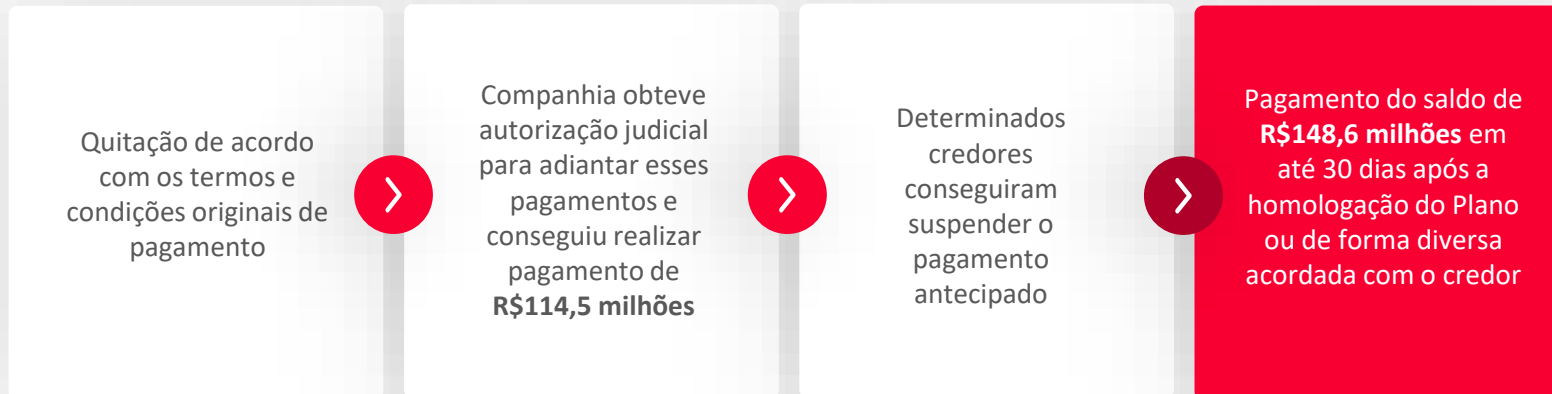 Quitação de acordo
com os termos e
condições originais de
pagamento
Companhia obteve
autorização judicial
para adiantar esses
pagamentos e
conseguiu realizar
pagamento de
R$114,5 milhões
Determinados
credores
conseguiram
suspender o
pagamento
antecipado
Pagamento do saldo de
R$148,6 milhões em
até 30 dias após a
homologação do Plano
ou de forma diversa
acordada com o credor